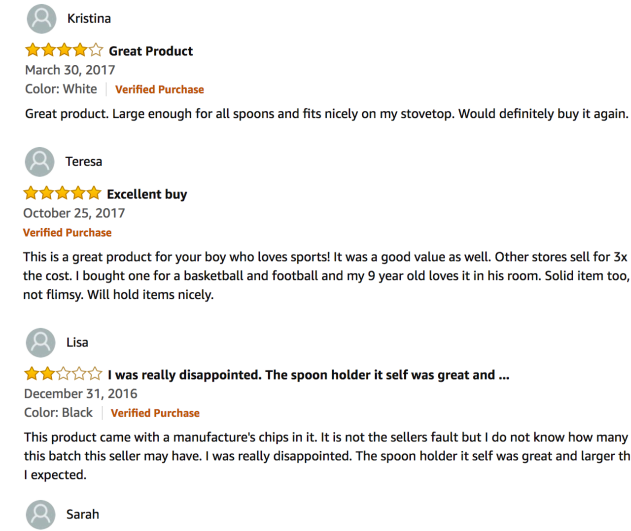 Kristina
Great Product
March 30, 2017
Color: White | Verified Purchase
Great product. Large enough for all spoons and fits nicely on my stovetop. Would definitely buy it again.
Teresa
Excellent buy
October 25, 2017
Verified Purchase
This is a great product for your boy who loves sports! It was a good value as well. Other stores sell for 3x
the cost. I bought one for a basketball and football and my 9 year old loves it in his room. Solid item too,
not flimsy. Will hold items nicely.
Lisa
I was really disappointed. The spoon holder it self was great and ...
December 31, 2016
Color: Black | Verified Purchase
This product came with a manufacture's chips in it. It is not the sellers fault but I do not know how many
this batch this seller may have. I was really disappointed. The spoon holder it self was great and larger th
I expected.
Sarah